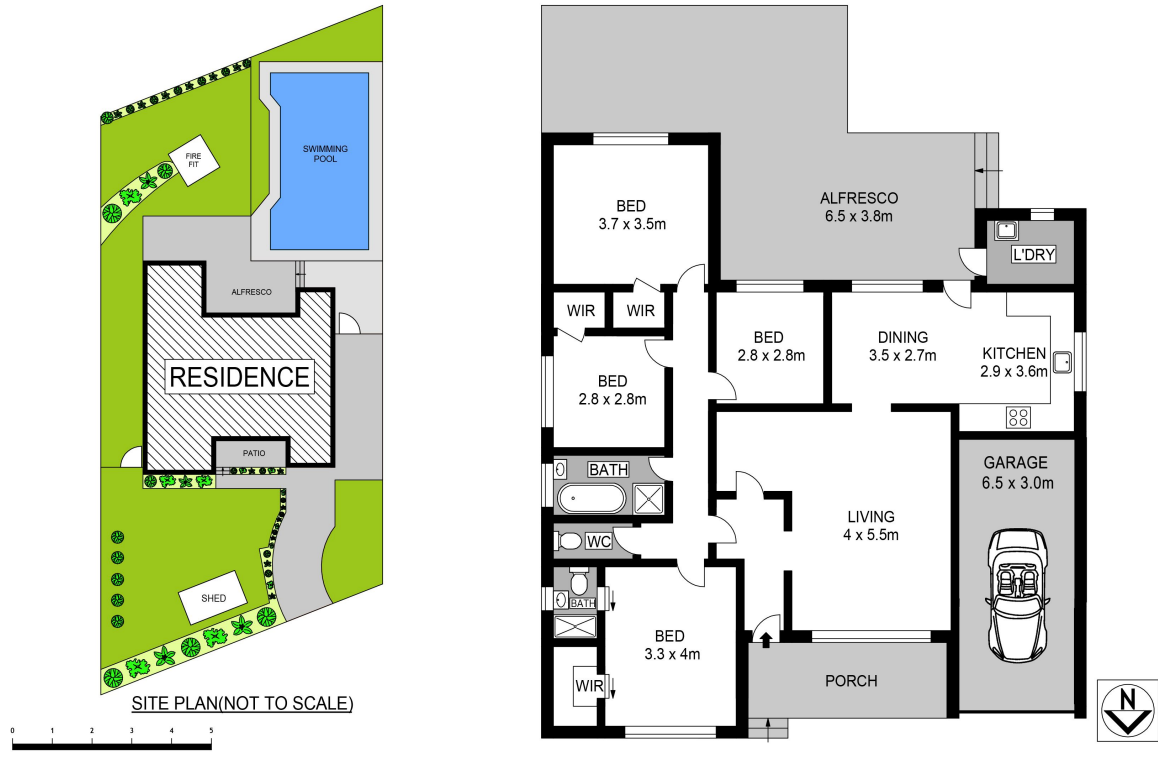 FIRE
FIT
SWIMMING
POOL
ALFRESCO
RESIDENCE
PATIO
SHED
SITE PLAN(NOT TO SCALE)
0 1 2 3 4 5
BED
3.7 x 3.5m
ALFRESCO
6.5 x 3.8m
L'DRY
WIR
WIR
BED
2.8 x 2.8m
BED
2.8 x 2.8m
DINING
3.5 x 2.7m
KITCHEN
2.9 x 3.6m
BATH
WC
BATH
GARAGE
6.5 x 3.0m
LIVING
4 x 5.5m
BED
3.3 x 4m
WIR
PORCH
N